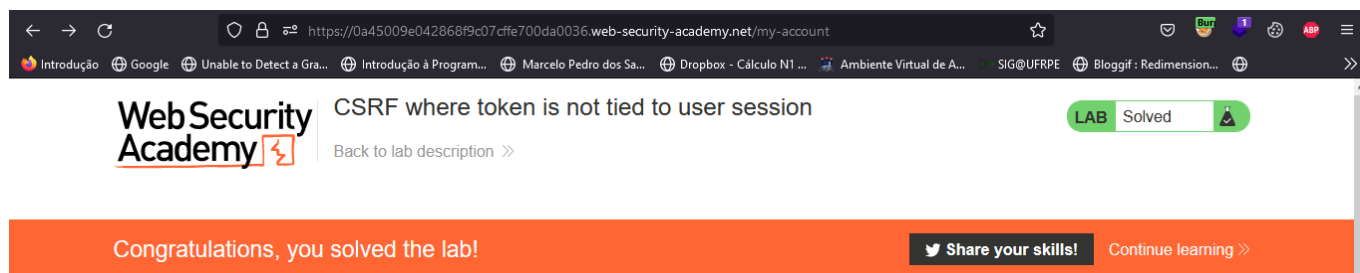 https://0a45009e042868f9c07cffe700da0036.web-security-academy.net/my-account
Burp
1
ABP
Introdução Google Unable to Detect a Gra... Introdução à Program... Marcelo Pedro dos Sa... Dropbox - Cálculo N1 ... Ambiente Virtual de A... SIG@UFRPE Bloggif : Redimension...
Web Security Academy
CSRF where token is not tied to user session
Back to lab description
LAB Solved
Congratulations, you solved the lab!
Share your skills!
Continue learning